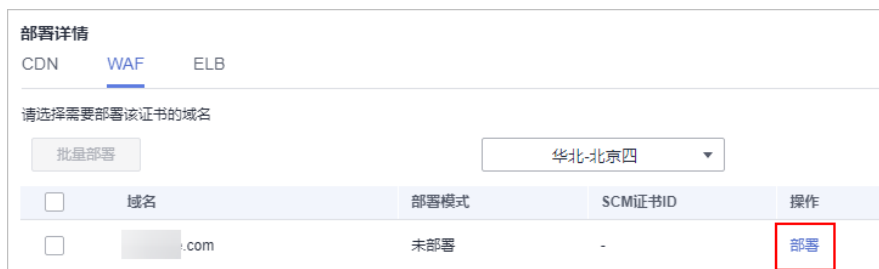 部署详情
CDN WAF ELB
请选择需要部署该证书的域名
批量部署 华北-北京四
域名 部署模式 SCM证书ID 操作
.com 未部署 - 部署